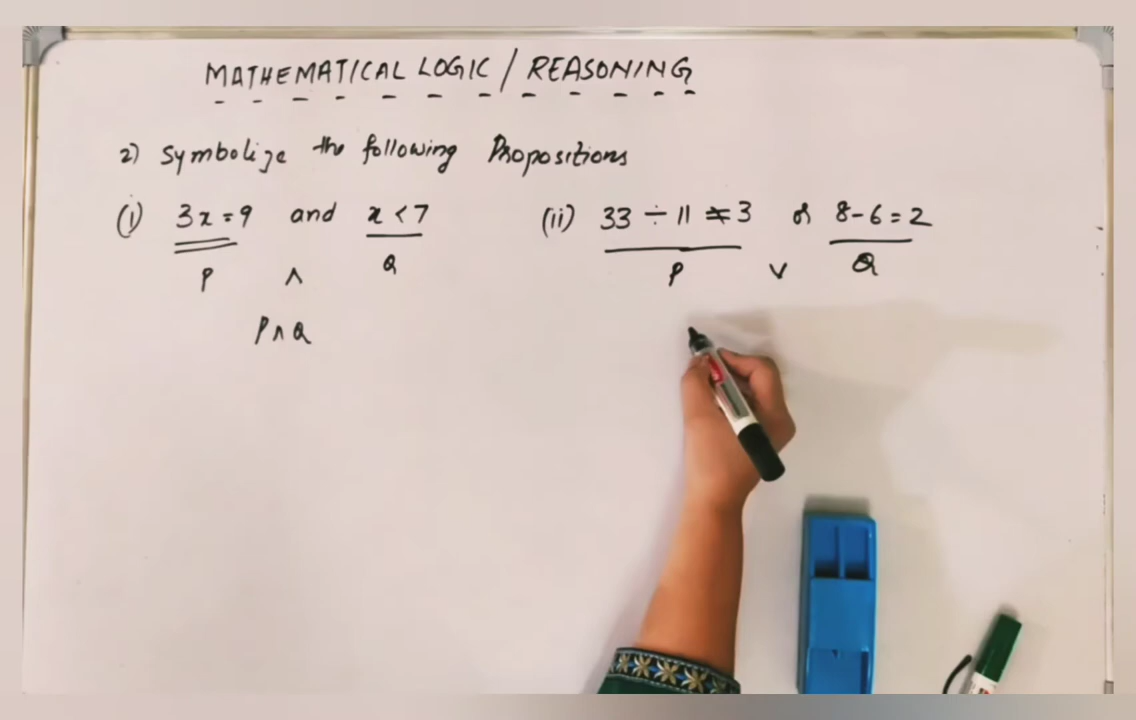 MATHEMATICAL LOGIC / REASONING
2) Symbolize the following Propositions
(i) 3x = 9 and x < 7 (ii) 33 ÷ 11 ≠ 3 or 8-6 = 2
P ∧ Q P ∨ Q
P ∧ Q